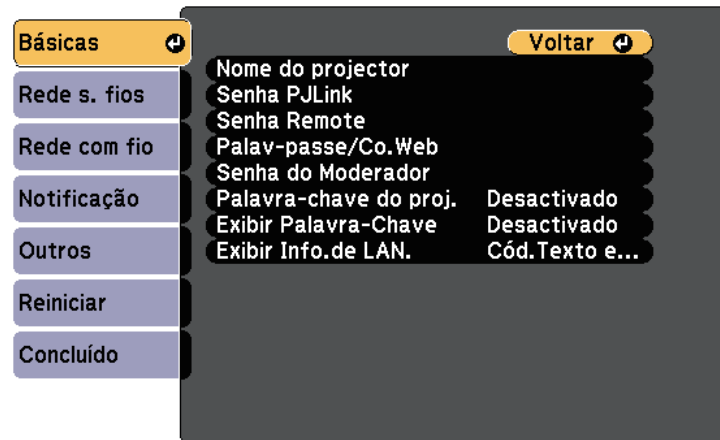 Básicas
Rede s. fios
Rede com fio
Notificação
Outros
Reiniciar
Concluído
Voltar
Nome do projector
Senha PJLink
Senha Remote
Palav-passe/Co.Web
Senha do Moderador
Palavra-chave do proj. Desactivado
Exibir Palavra-Chave Desactivado
Exibir Info.de LAN. Cód.Texto e...